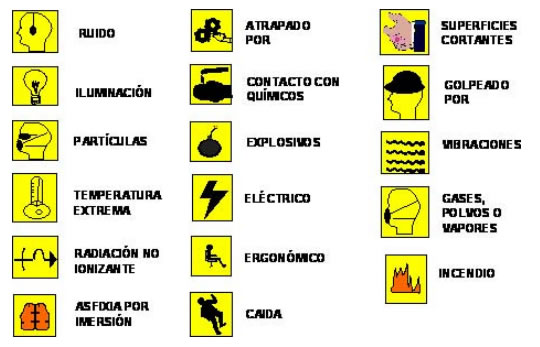 RUIDO
ILUMINACIÓN
PARTÍCULAS
TEMPERATURA
EXTREMA
RADIACIÓN NO
IONIZANTE
ASFIXIA POR
IMERSIÓN
ATRAPADO
POR
CONTACTO CON
QUÍMICOS
EXPLOSIVOS
ELÉCTRICO
ERGONÓMICO
CAIDA
SUPERFICIES
CORTANTES
GOLPEADO
POR
VIBRACIONES
GASES,
POLVOS O
VAPORES
INCENDIO